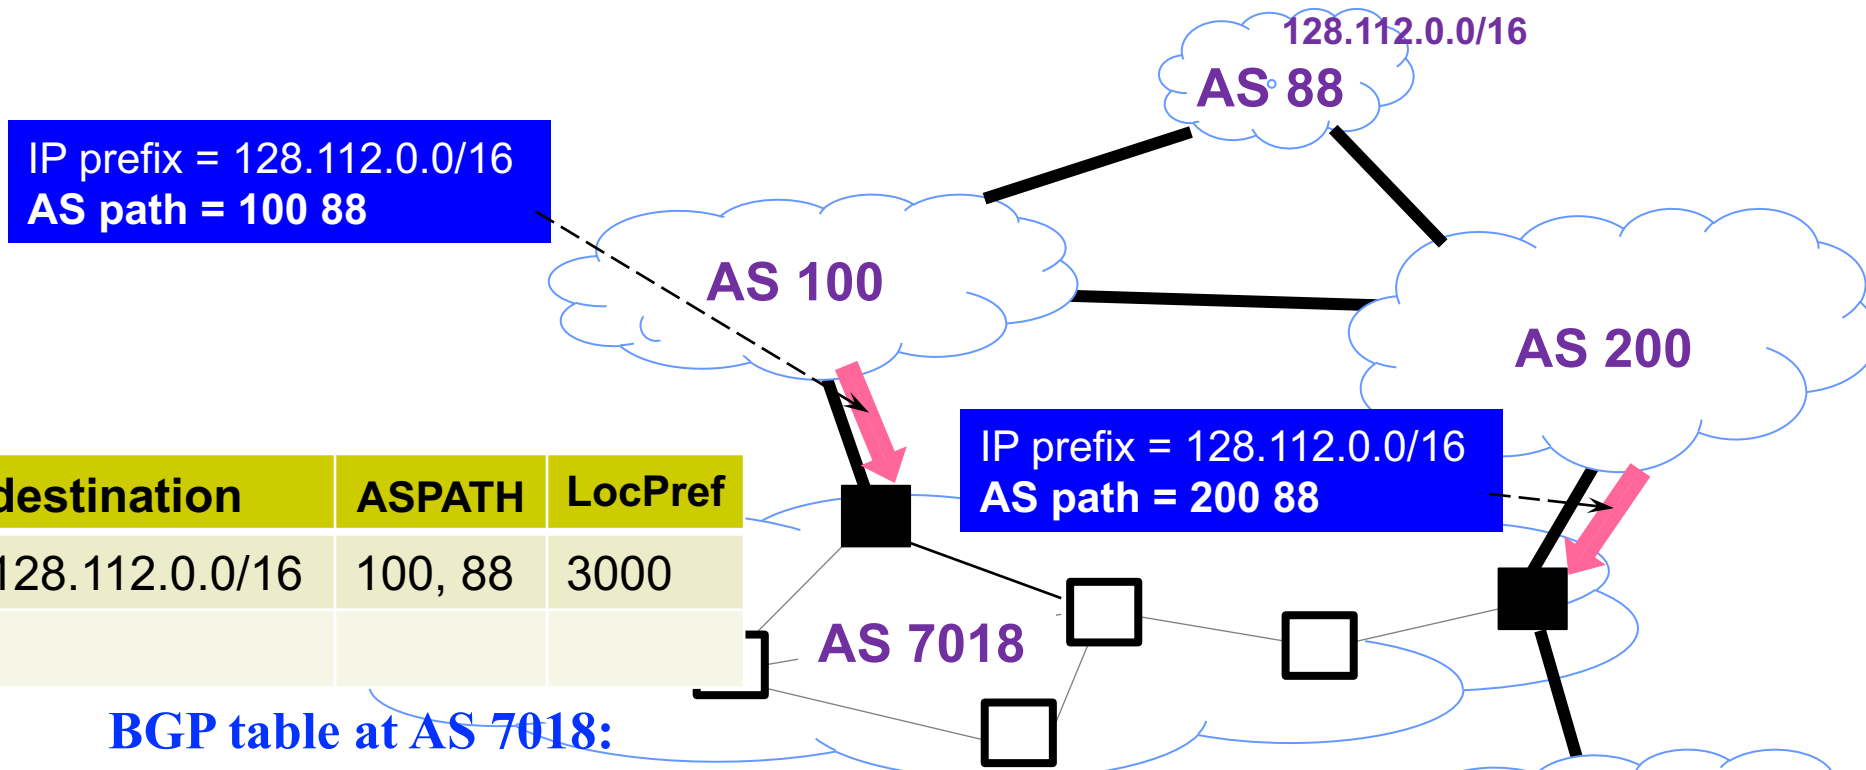 128.112.0.0/16
AS 88
IP prefix = 128.112.0.0/16
AS path = 100 88
AS 100
AS 200
IP prefix = 128.112.0.0/16
AS path = 200 88
destination ASPATH LocPref
128.112.0.0/16 100, 88 3000
AS 7018
BGP table at AS 7018: